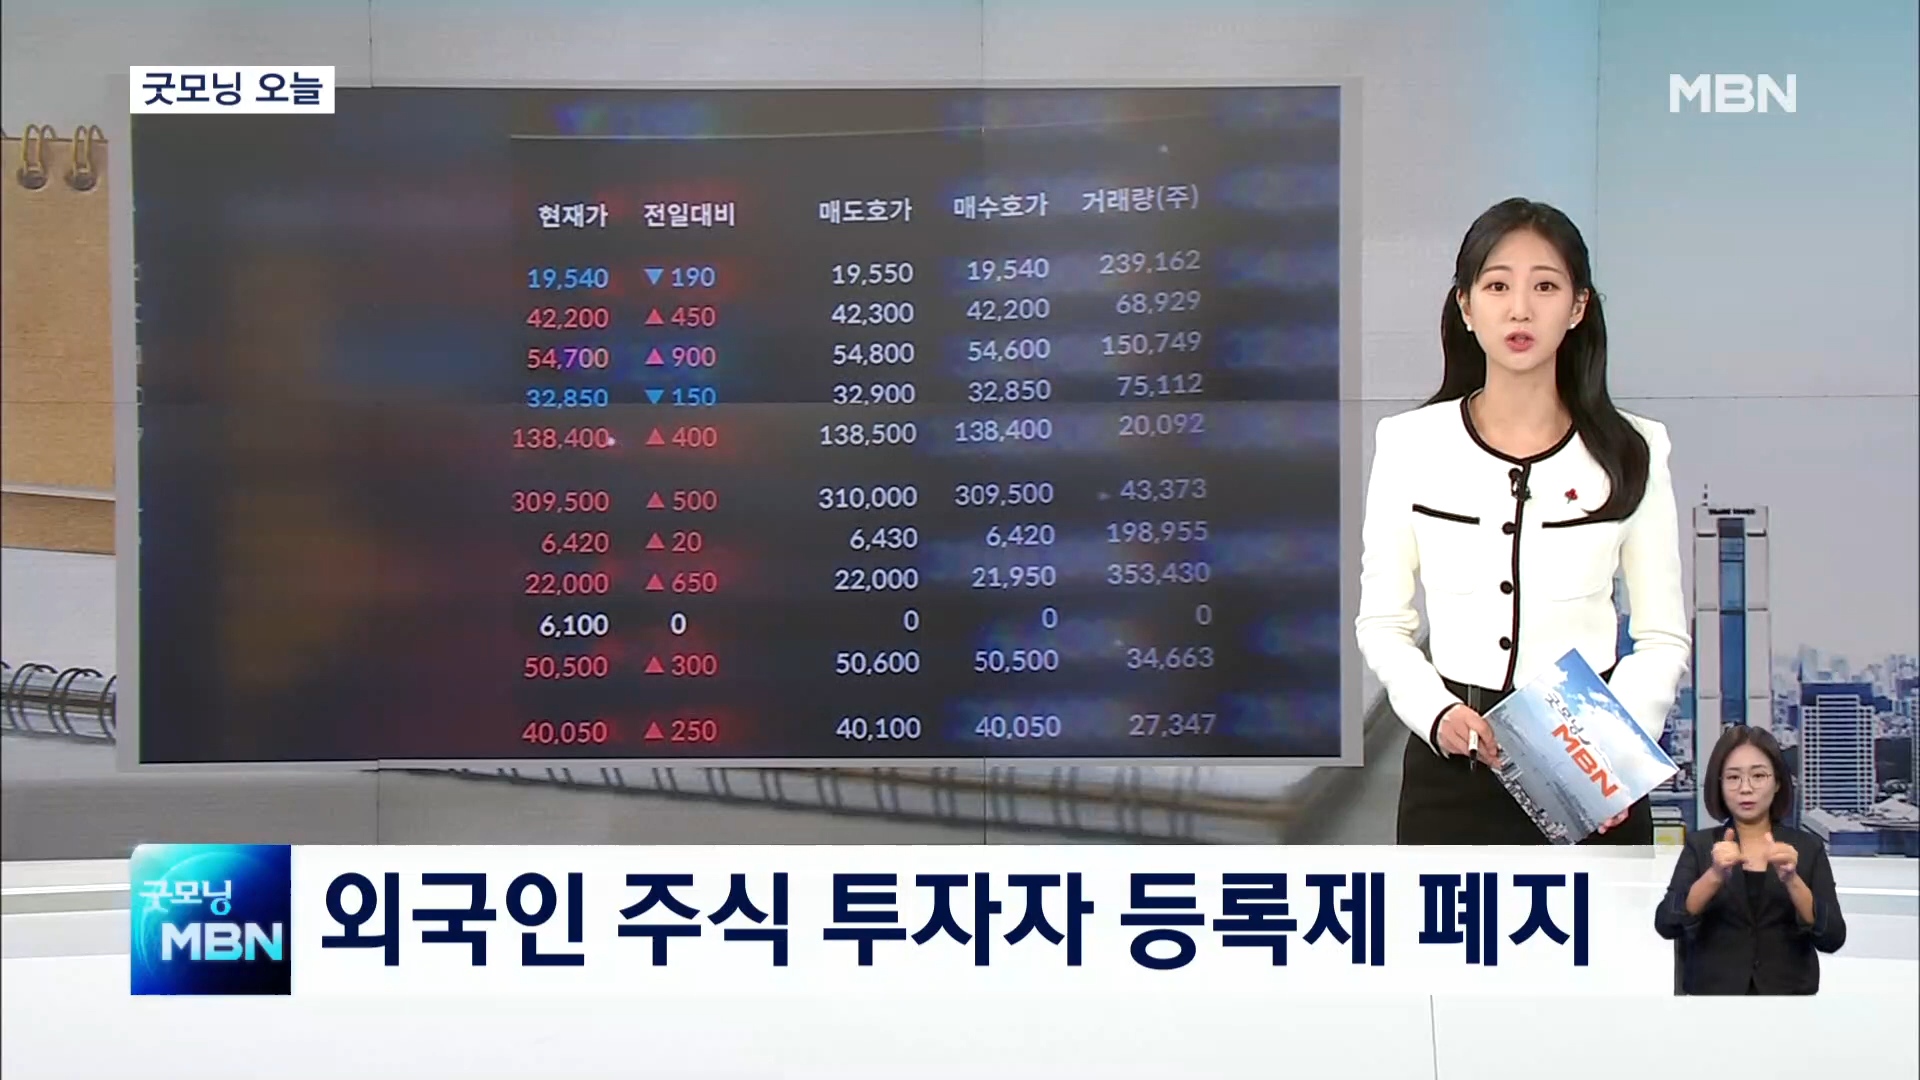 굿모닝 오늘
MBN
현재가 전일대비 매도호가 매수호가 거래량(주)
19,540 ▼190 19,550 19,540 239,162
42,200 ▲450 42,300 42,200 68,929
54,700 ▲900 54,800 54,600 150,749
32,850 ▼150 32,900 32,850 75,112
138,400 ▲400 138,500 138,400 20,092
309,500 ▲500 310,000 309,500 43,373
6,420 ▲20 6,430 6,420 198,955
22,000 ▲650 22,000 21,950 353,430
6,100 0 0 0 0
50,500 ▲300 50,600 50,500 34,663
40,050 ▲250 40,100 40,050 27,347
굿모닝
MBN
굿모닝
MBN
외국인 주식 투자자 등록제 폐지